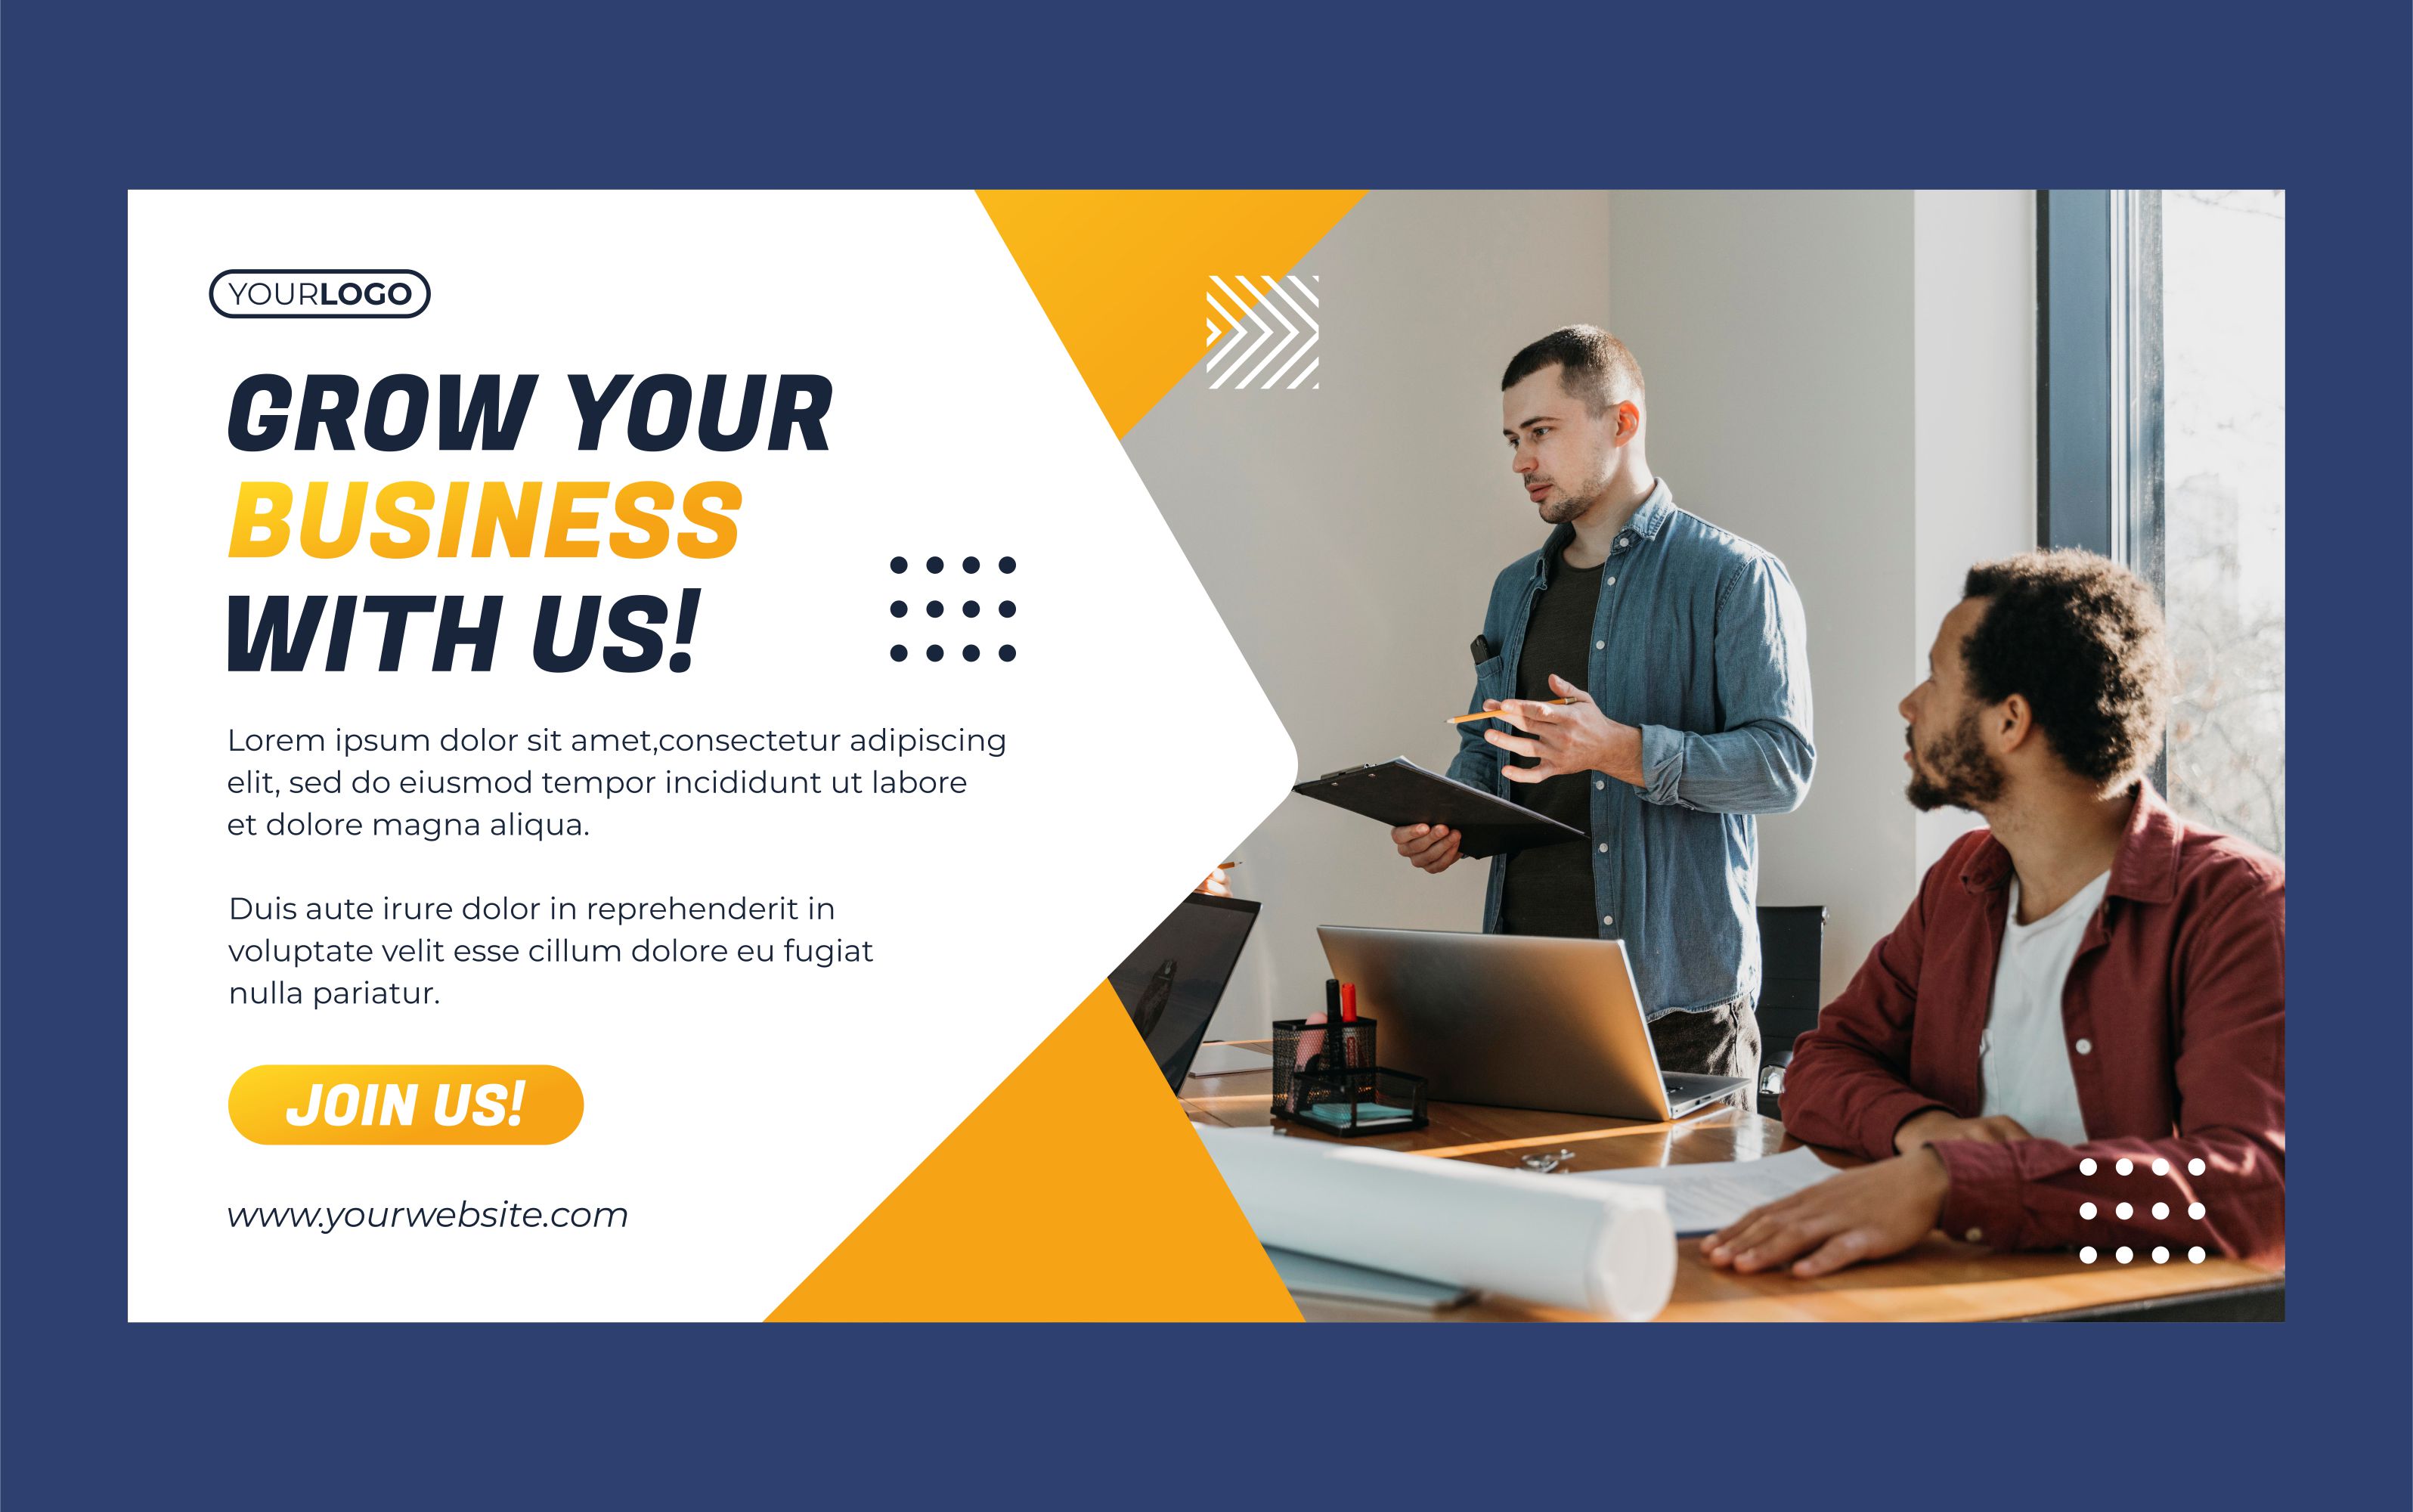 YOURLOGO
GROW YOUR
BUSINESS
WITH US!
Lorem ipsum dolor sit amet,consectetur adipiscing
elit, sed do eiusmod tempor incididunt ut labore
et dolore magna aliqua.
Duis aute irure dolor in reprehenderit in
voluptate velit esse cillum dolore eu fugiat
nulla pariatur.
JOIN US!
www.yourwebsite.com